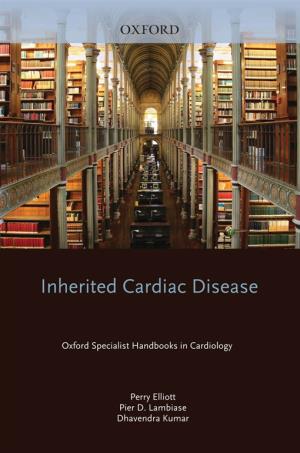 OXFORD
Inherited Cardiac Disease
Oxford Specialist Handbooks in Cardiology
Perry Elliott
Pier D. Lambiase
Dhavendra Kumar